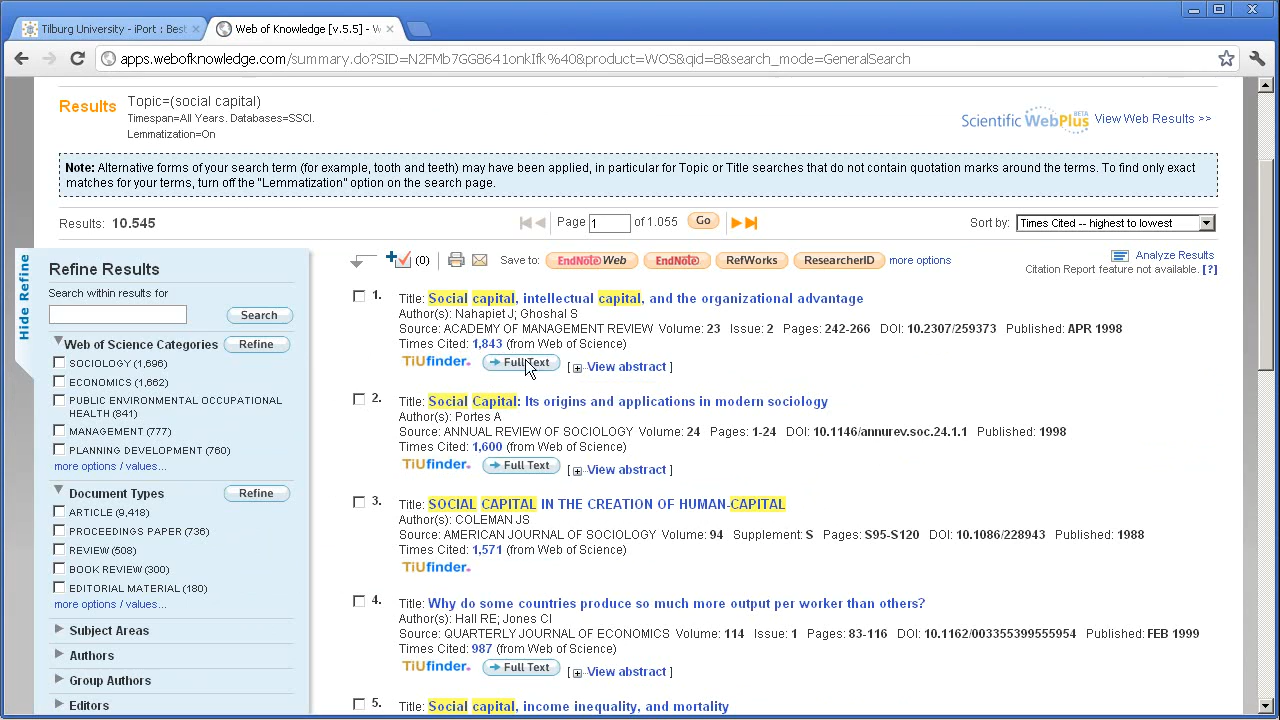 Tilburg University - iPort : Best
Web of Knowledge [v.5.5] - W
apps.webofknowledge.com/summary.do?SID=N2FMb7GG8641onkIfk%40&product=WOS&qid=8&search_mode=GeneralSearch
Results
Topic=(social capital)
Timespan=All Years. Databases=SSCI.
Lemmatization=On
Scientific WebPlus BETA
View Web Results >>
Note: Alternative forms of your search term (for example, tooth and teeth) may have been applied, in particular for Topic or Title searches that do not contain quotation marks around the terms. To find only exact
matches for your terms, turn off the "Lemmatization" option on the search page.
Results: 10.545
Page 1 of 1.055 Go
Sort by: Times Cited -- highest to lowest
Hide Refine
Refine Results
Search within results for
Search
Web of Science Categories Refine
SOCIOLOGY (1,696)
ECONOMICS (1,662)
PUBLIC ENVIRONMENTAL OCCUPATIONAL
HEALTH (841)
MANAGEMENT (777)
PLANNING DEVELOPMENT (760)
more options / values...
Document Types Refine
ARTICLE (9,418)
PROCEEDINGS PAPER (736)
REVIEW (508)
BOOK REVIEW (300)
EDITORIAL MATERIAL (180)
more options / values...
Subject Areas
Authors
Group Authors
Editors
(0) Save to: EndNote Web EndNote RefWorks ResearcherID more options
Analyze Results
Citation Report feature not available. [?]
1. Title: Social capital, intellectual capital, and the organizational advantage
Author(s): Nahapiet J; Ghoshal S
Source: ACADEMY OF MANAGEMENT REVIEW Volume: 23 Issue: 2 Pages: 242-266 DOI: 10.2307/259373 Published: APR 1998
Times Cited: 1,843 (from Web of Science)
TiUfinder. Full Text [ View abstract ]
2. Title: Social Capital: Its origins and applications in modern sociology
Author(s): Portes A
Source: ANNUAL REVIEW OF SOCIOLOGY Volume: 24 Pages: 1-24 DOI: 10.1146/annurev.soc.24.1.1 Published: 1998
Times Cited: 1,600 (from Web of Science)
TiUfinder. Full Text [ View abstract ]
3. Title: SOCIAL CAPITAL IN THE CREATION OF HUMAN-CAPITAL
Author(s): COLEMAN JS
Source: AMERICAN JOURNAL OF SOCIOLOGY Volume: 94 Supplement: S Pages: S95-S120 DOI: 10.1086/228943 Published: 1988
Times Cited: 1,571 (from Web of Science)
TiUfinder.
4. Title: Why do some countries produce so much more output per worker than others?
Author(s): Hall RE; Jones CI
Source: QUARTERLY JOURNAL OF ECONOMICS Volume: 114 Issue: 1 Pages: 83-116 DOI: 10.1162/003355399555954 Published: FEB 1999
Times Cited: 987 (from Web of Science)
TiUfinder. Full Text [ View abstract ]
5. Title: Social capital, income inequality, and mortality